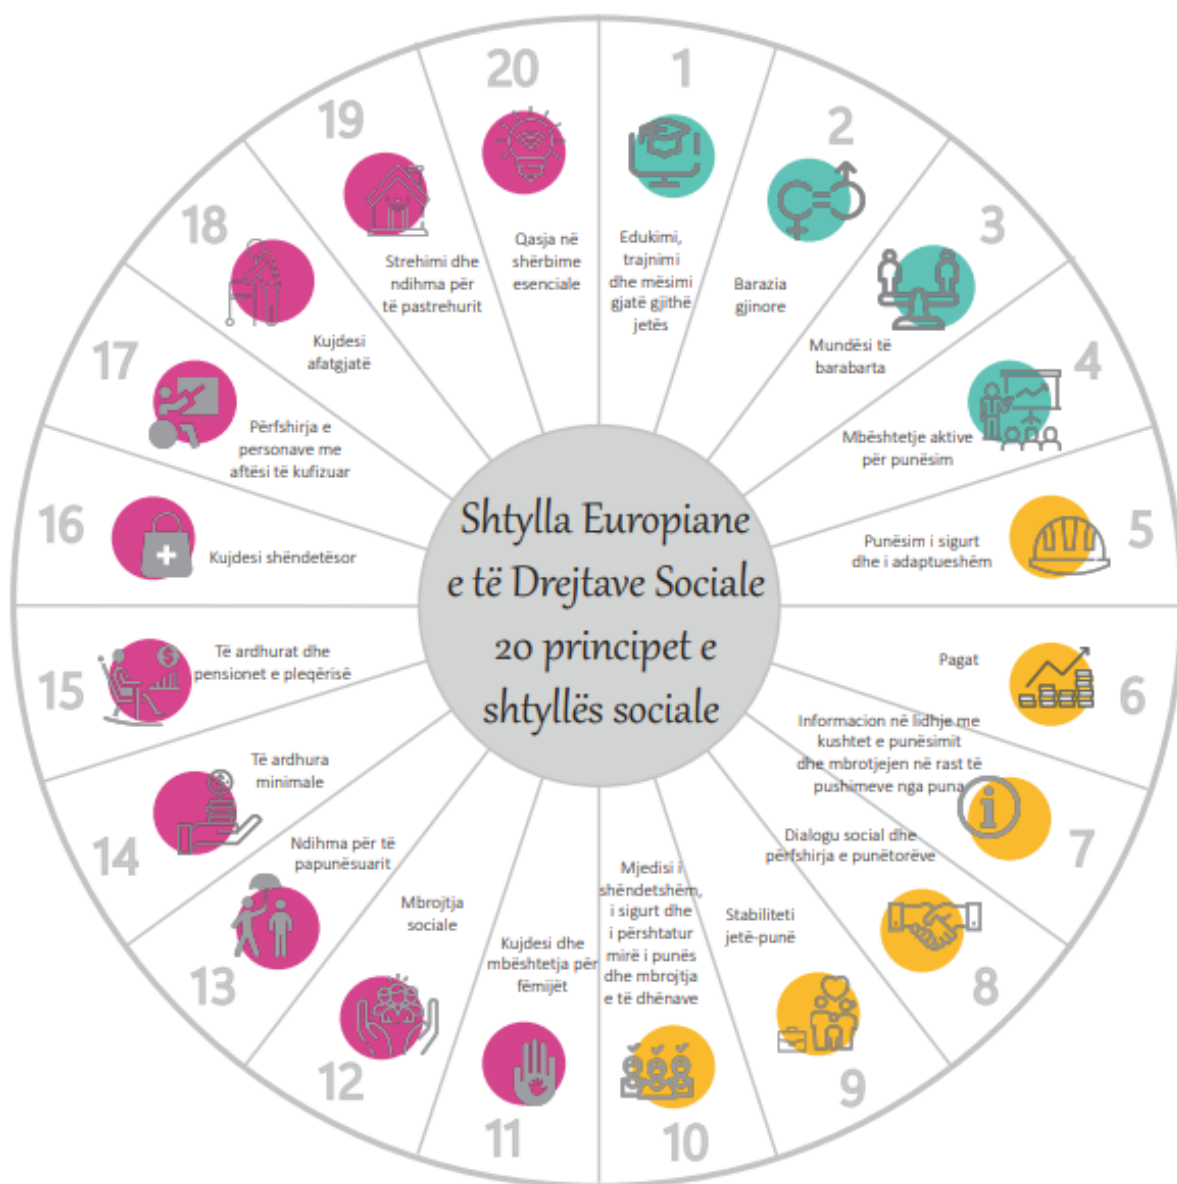 Shtylla Europiane
e të Drejtave Sociale
20 principet e
shtyllës sociale
1
Edukimi,
trajnimi
dhe mësimi
gjatë gjithë
jetës
2
Barazia
gjinore
3
Mundësi të
barabarta
4
Mbështetje aktive
për punësim
5
Punësim i sigurt
dhe i adaptueshëm
6
Pagat
7
Informacion në lidhje me
kushtet e punësimit
dhe mbrotjejen në rast të
pushimeve nga puna
8
Dialogu social dhe
përfshirja e punëtorëve
9
Stabiliteti
jetë-punë
10
Mjedisi i
shëndetshëm,
i sigurt dhe
i përshtatur
mirë i punës
dhe mbrojtja
e të dhënave
11
Kujdesi dhe
mbështetja për
fëmijët
12
Mbrojtja
sociale
13
Ndihma për të
papunësuarit
14
Të ardhura
minimale
15
Të ardhurat dhe
pensionet e pleqërisë
16
Kujdesi shëndetësor
17
Përfshirja e
personave me
aftësi të kufizuar
18
Kujdesi
afatgjatë
19
Strehimi dhe
ndihma për
të pastrehurit
20
Qasja në
shërbime
esenciale